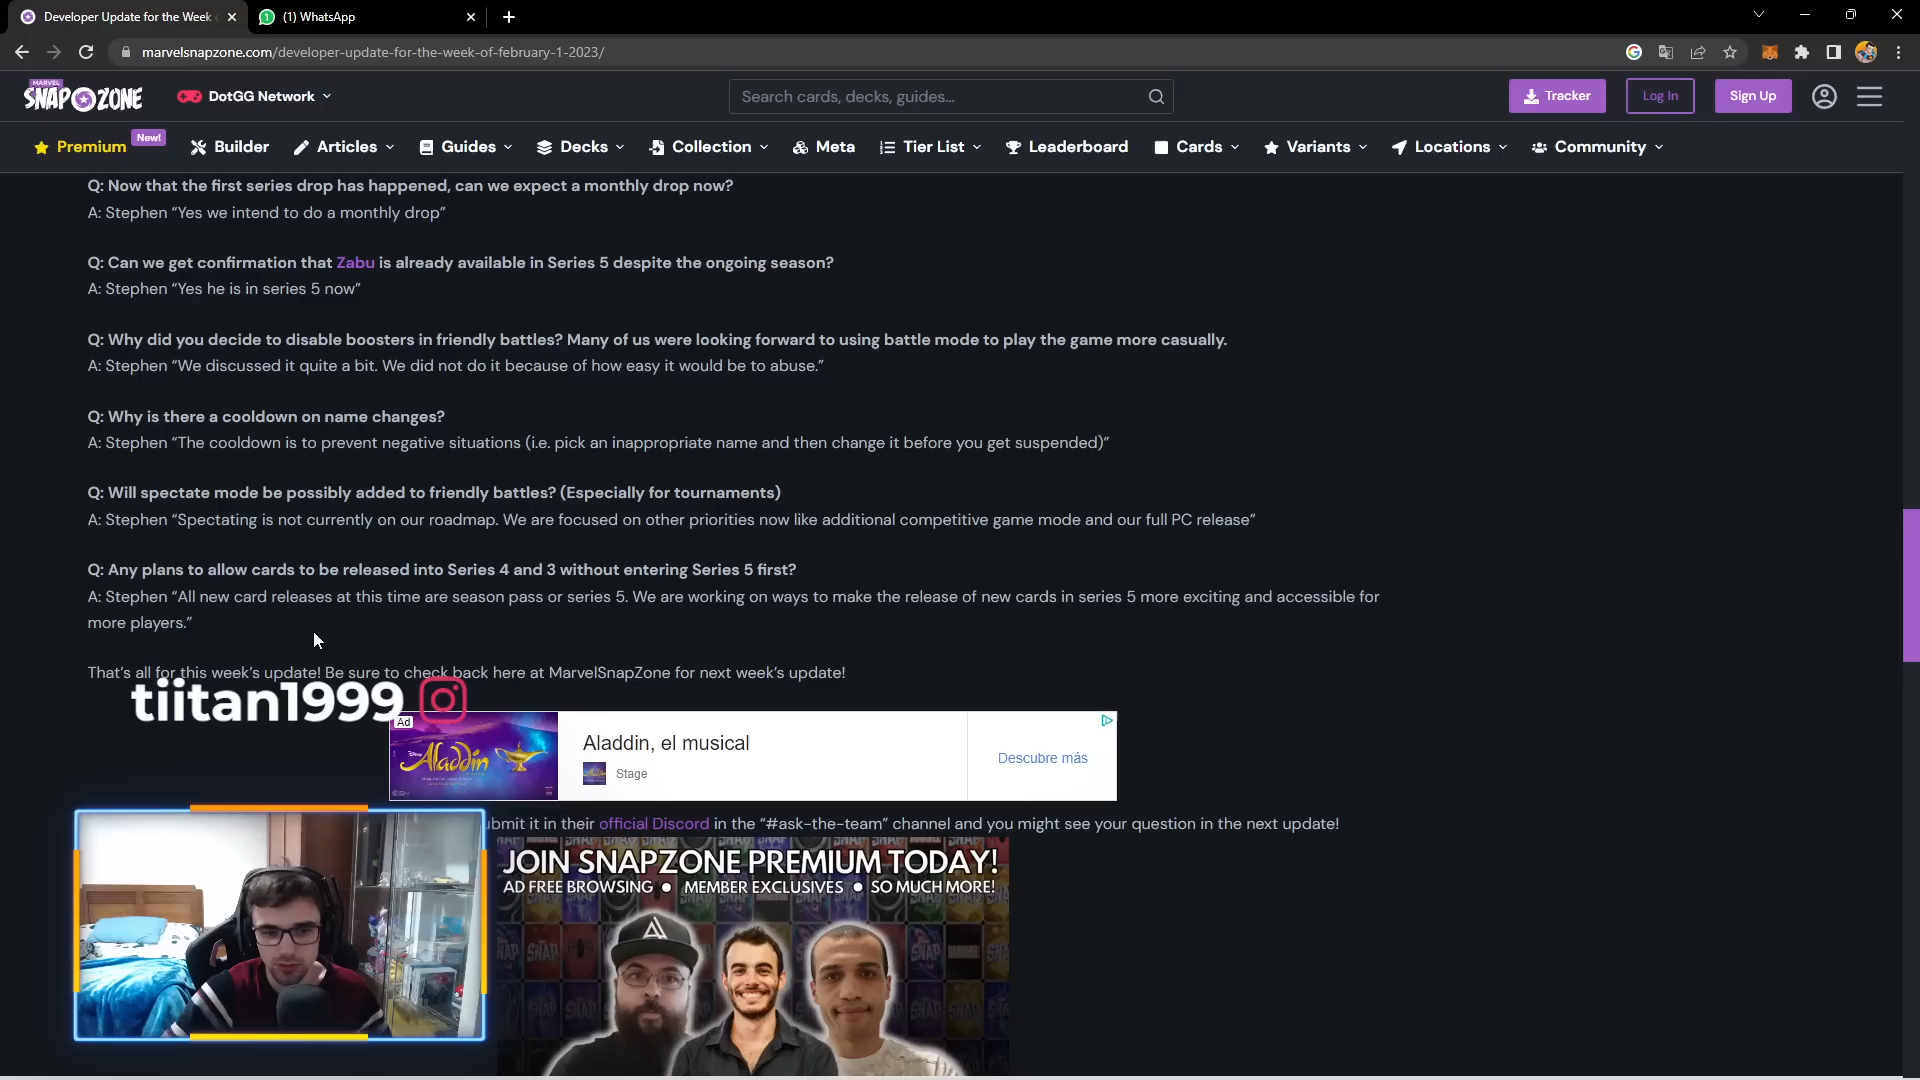 Developer Update for the Week
(1) WhatsApp
marvelsnapzone.com/developer-update-for-the-week-of-february-1-2023/
MARVEL
SNAP ZONE
DotGG Network
Search cards, decks, guides...
Tracker
Log In
Sign Up
Premium
New!
Builder
Articles
Guides
Decks
Collection
Meta
Tier List
Leaderboard
Cards
Variants
Locations
Community
Q: Now that the first series drop has happened, can we expect a monthly drop now?
A: Stephen “Yes we intend to do a monthly drop”
Q: Can we get confirmation that Zabu is already available in Series 5 despite the ongoing season?
A: Stephen “Yes he is in series 5 now”
Q: Why did you decide to disable boosters in friendly battles? Many of us were looking forward to using battle mode to play the game more casually.
A: Stephen “We discussed it quite a bit. We did not do it because of how easy it would be to abuse.”
Q: Why is there a cooldown on name changes?
A: Stephen “The cooldown is to prevent negative situations (i.e. pick an inappropriate name and then change it before you get suspended)”
Q: Will spectate mode be possibly added to friendly battles? (Especially for tournaments)
A: Stephen “Spectating is not currently on our roadmap. We are focused on other priorities now like additional competitive game mode and our full PC release”
Q: Any plans to allow cards to be released into Series 4 and 3 without entering Series 5 first?
A: Stephen “All new card releases at this time are season pass or series 5. We are working on ways to make the release of new cards in series 5 more exciting and accessible for
more players.”
That’s all for this week’s update! Be sure to check back here at MarvelSnapZone for next week’s update!
tiitan1999
Ad
Disney
Aladdin
Aladdin, el musical
Stage
Descubre más
ubmit it in their official Discord in the “#ask-the-team” channel and you might see your question in the next update!
JOIN SNAPZONE PREMIUM TODAY!
AD FREE BROWSING • MEMBER EXCLUSIVES • SO MUCH MORE!